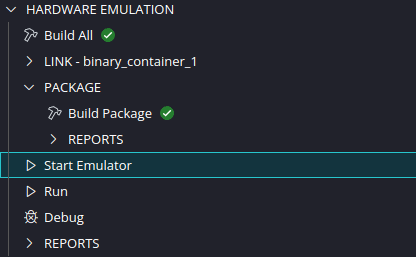 HARDWARE EMULATION
Build All
LINK - binary_container_1
PACKAGE
Build Package
REPORTS
Start Emulator
Run
Debug
REPORTS